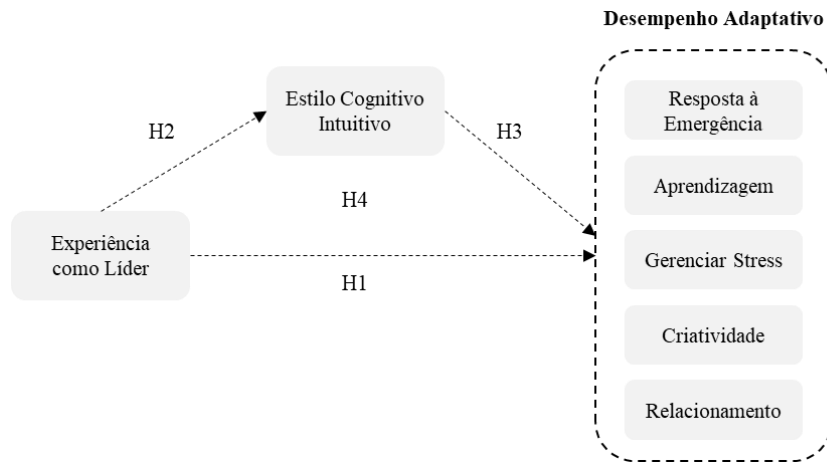 Desempenho Adaptativo
Estilo Cognitivo
Intuitivo
H2
H3
H4
Experiência
como Líder
H1
Resposta à
Emergência
Aprendizagem
Gerenciar Stress
Criatividade
Relacionamento